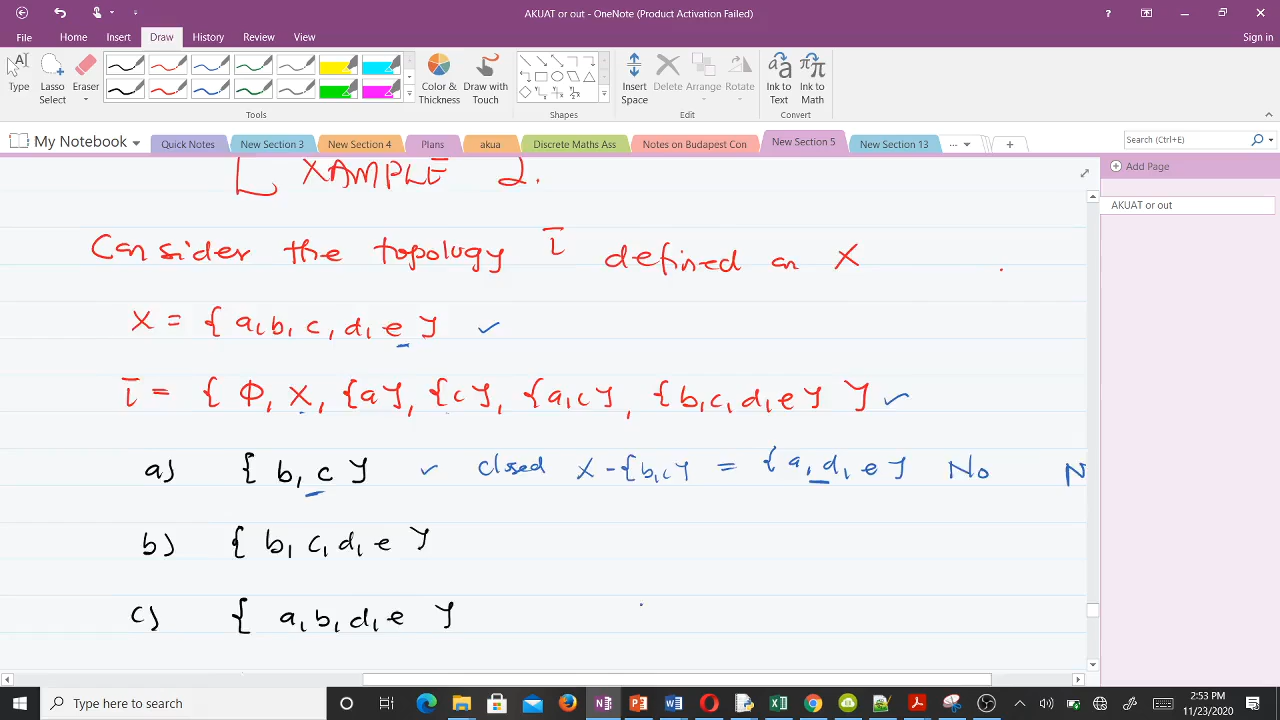 AKUAT or out - OneNote (Product Activation Failed)
? Sign in
File Home Insert Draw History Review View
Type Lasso Select Eraser Color & Thickness Draw with Touch Insert Space Delete Arrange Rotate Ink to Text Ink to Math
Tools Shapes Edit Convert
My Notebook Quick Notes New Section 3 New Section 4 Plans akua Discrete Maths Ass Notes on Budapest Con New Section 5 New Section 13 ... + Search (Ctrl+E)
Add Page
AKUAT or out
EXAMPLE 2.
Consider the topology τ defined on X
X = { a, b, c, d, e } ✓
τ = { Φ, X, {a}, {c}, {a,c}, {b,c,d,e} } ✓
a) { b, c } ✓ closed X - {b,c} = { a, d, e } No N
b) { b, c, d, e }
c) { a, b, d, e }
Type here to search
2:53 PM
11/23/2020